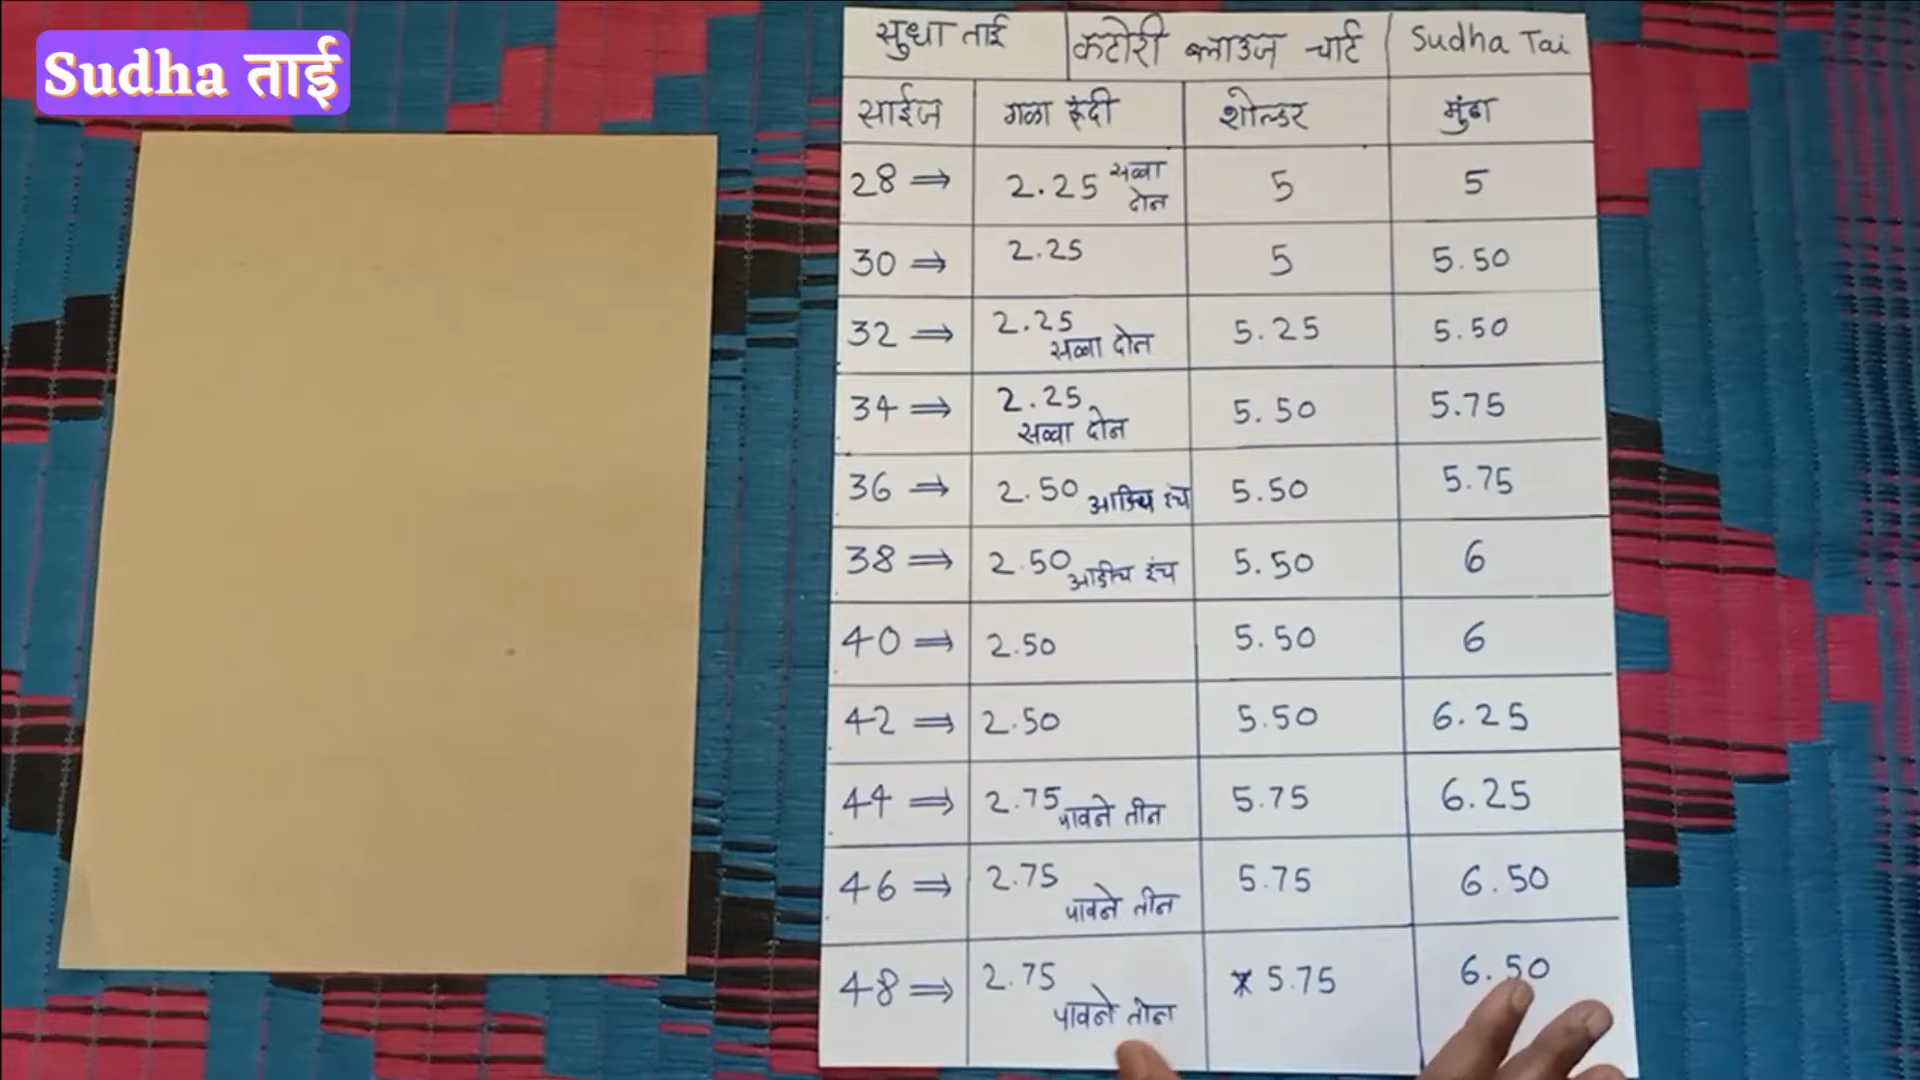 Sudha ताई
सुधा ताई कटोरी ब्लाउज चार्ट Sudha Tai
साईज गळा रूंदी शोल्डर मुंढा
28 ⇒ 2.25 सव्वा दोन 5 5
30 ⇒ 2.25 5 5.50
32 ⇒ 2.25 सव्वा दोन 5.25 5.50
34 ⇒ 2.25 सव्वा दोन 5.50 5.75
36 ⇒ 2.50 इंच 5.50 5.75
38 ⇒ 2.50 अडीच इंच 5.50 6
40 ⇒ 2.50 5.50 6
42 ⇒ 2.50 5.50 6.25
44 ⇒ 2.75 पावने तीन 5.75 6.25
46 ⇒ 2.75 पावने तीन 5.75 6.50
48 ⇒ 2.75 पावने तीन 5.75 6.50